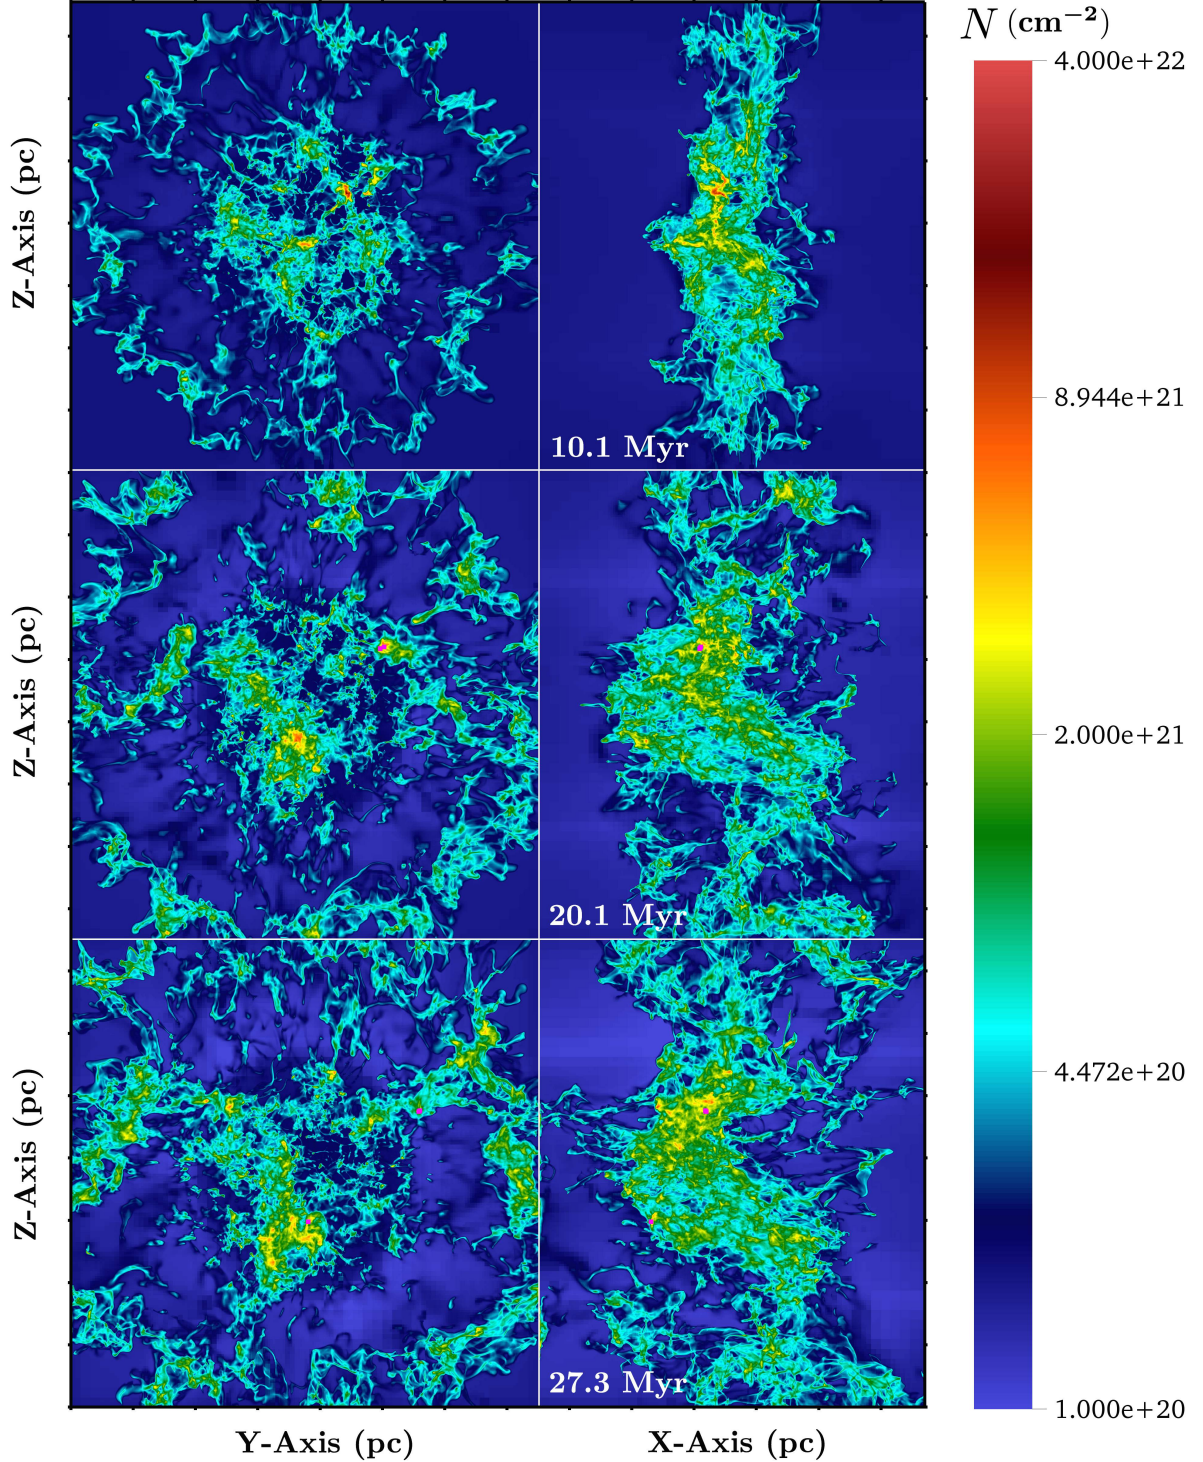 N (cm−2)
4.000e+22
Z-Axis (pc)
8.944e+21
10.1 Myr
Z-Axis (pc)
2.000e+21
20.1 Myr
4.472e+20
Z-Axis (pc)
27.3 Myr
1.000e+20
Y-Axis (pc)
X-Axis (pc)